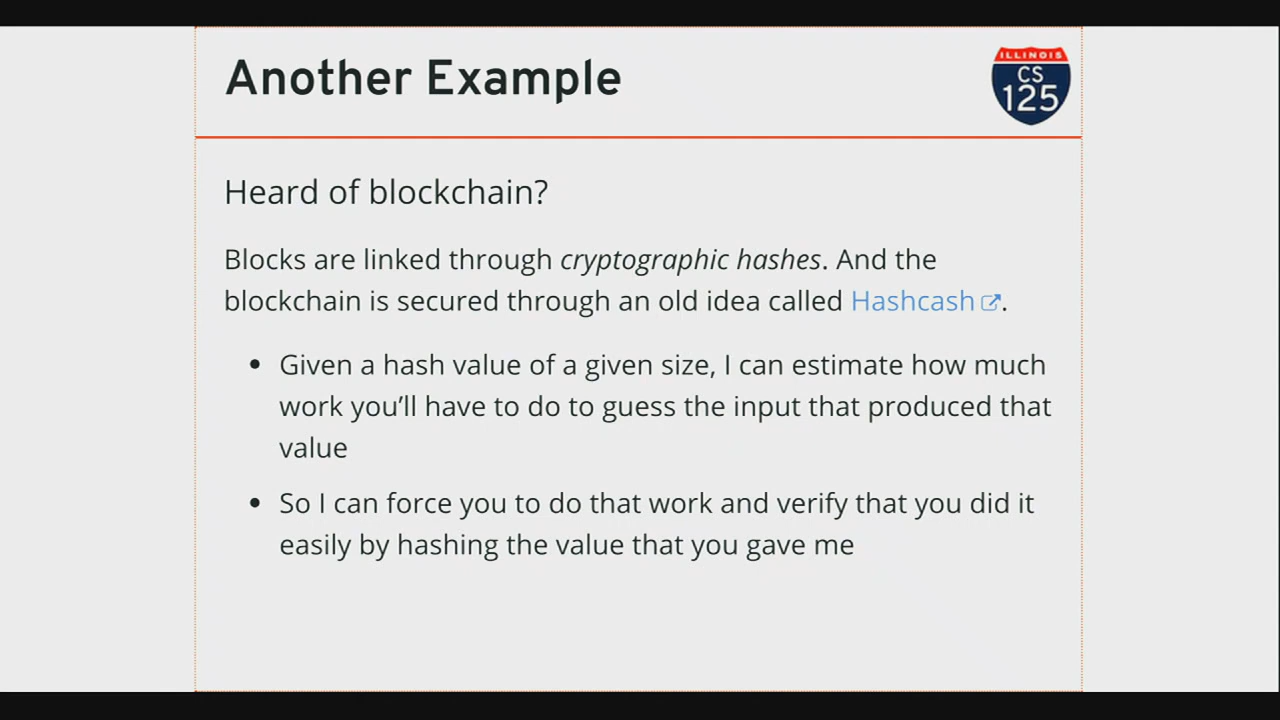 Another Example
ILLINOIS
CS
125
Heard of blockchain?
Blocks are linked through cryptographic hashes. And the
blockchain is secured through an old idea called Hashcash.
• Given a hash value of a given size, I can estimate how much
work you’ll have to do to guess the input that produced that
value
• So I can force you to do that work and verify that you did it
easily by hashing the value that you gave me